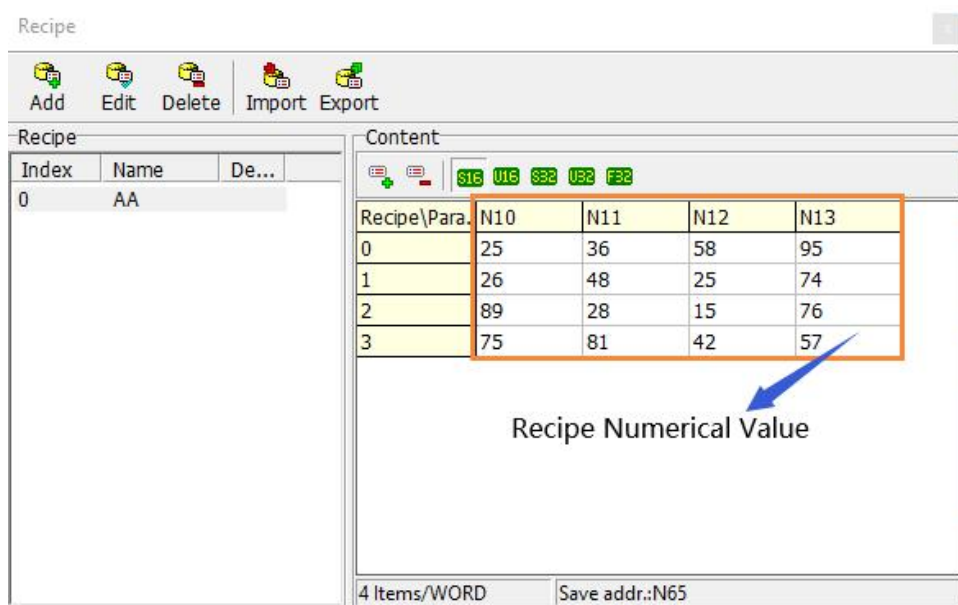 Recipe
Add Edit Delete Import Export
Recipe
Index Name De...
0 AA
Content
S16 U16 S32 U32 F32
Recipe\Para. N10 N11 N12 N13
0 25 36 58 95
1 26 48 25 74
2 89 28 15 76
3 75 81 42 57
Recipe Numerical Value
4 Items/WORD Save addr.:N65